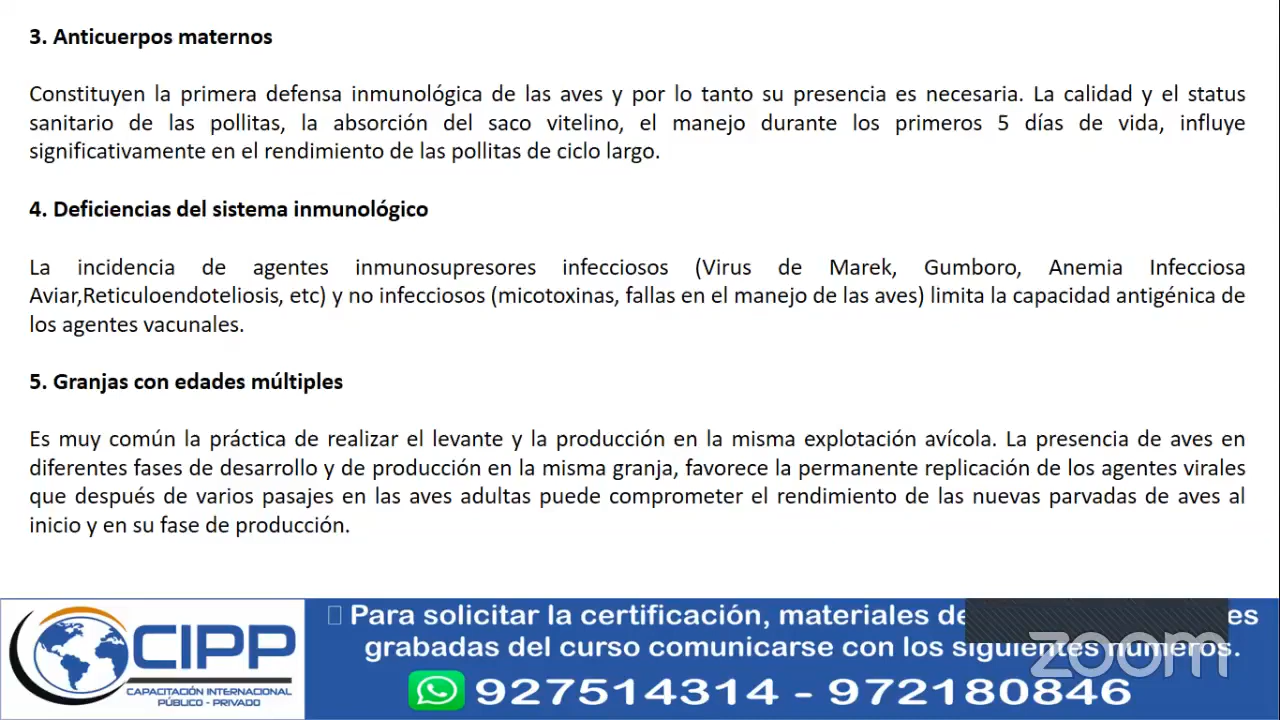 3. Anticuerpos maternos
Constituyen la primera defensa inmunológica de las aves y por lo tanto su presencia es necesaria. La calidad y el status
sanitario de las pollitas, la absorción del saco vitelino, el manejo durante los primeros 5 días de vida, influye
significativamente en el rendimiento de las pollitas de ciclo largo.
4. Deficiencias del sistema inmunológico
La incidencia de agentes inmunosupresores infecciosos (Virus de Marek, Gumboro, Anemia Infecciosa
Aviar,Reticuloendoteliosis, etc) y no infecciosos (micotoxinas, fallas en el manejo de las aves) limita la capacidad antigénica de
los agentes vacunales.
5. Granjas con edades múltiples
Es muy común la práctica de realizar el levante y la producción en la misma explotación avícola. La presencia de aves en
diferentes fases de desarrollo y de producción en la misma granja, favorece la permanente replicación de los agentes virales
que después de varios pasajes en las aves adultas puede comprometer el rendimiento de las nuevas parvadas de aves al
inicio y en su fase de producción.
CIPP
CAPACITACIÓN INTERNACIONAL
PÚBLICO - PRIVADO
Para solicitar la certificación, materiales
grabadas del curso comunicarse con los siguientes números.
zoom
927514314 - 972180846